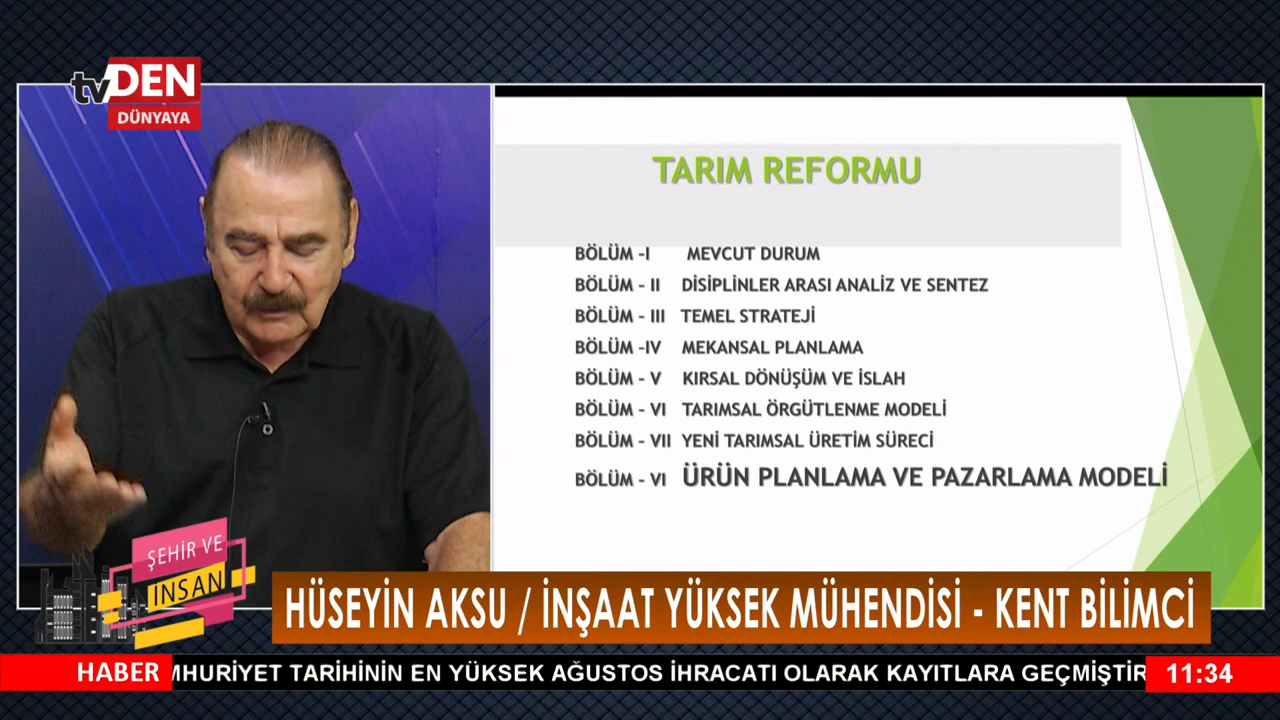 tvDEN
DÜNYAYA
TARIM REFORMU
BÖLÜM -I MEVCUT DURUM
BÖLÜM - II DİSİPLİNLER ARASI ANALİZ VE SENTEZ
BÖLÜM - III TEMEL STRATEJİ
BÖLÜM -IV MEKANSAL PLANLAMA
BÖLÜM - V KIRSAL DÖNÜŞÜM VE İSLAH
BÖLÜM - VI TARIMSAL ÖRGÜTLENME MODELİ
BÖLÜM - VII YENİ TARIMSAL ÜRETİM SÜRECİ
BÖLÜM - VI ÜRÜN PLANLAMA VE PAZARLAMA MODELİ
ŞEHİR VE
INSAN
HÜSEYİN AKSU / İNŞAAT YÜKSEK MÜHENDİSİ - KENT BİLİMCİ
HABER MHURİYET TARİHİNİN EN YÜKSEK AĞUSTOS İHRACATI OLARAK KAYITLARA GEÇMİŞTİR 11:34